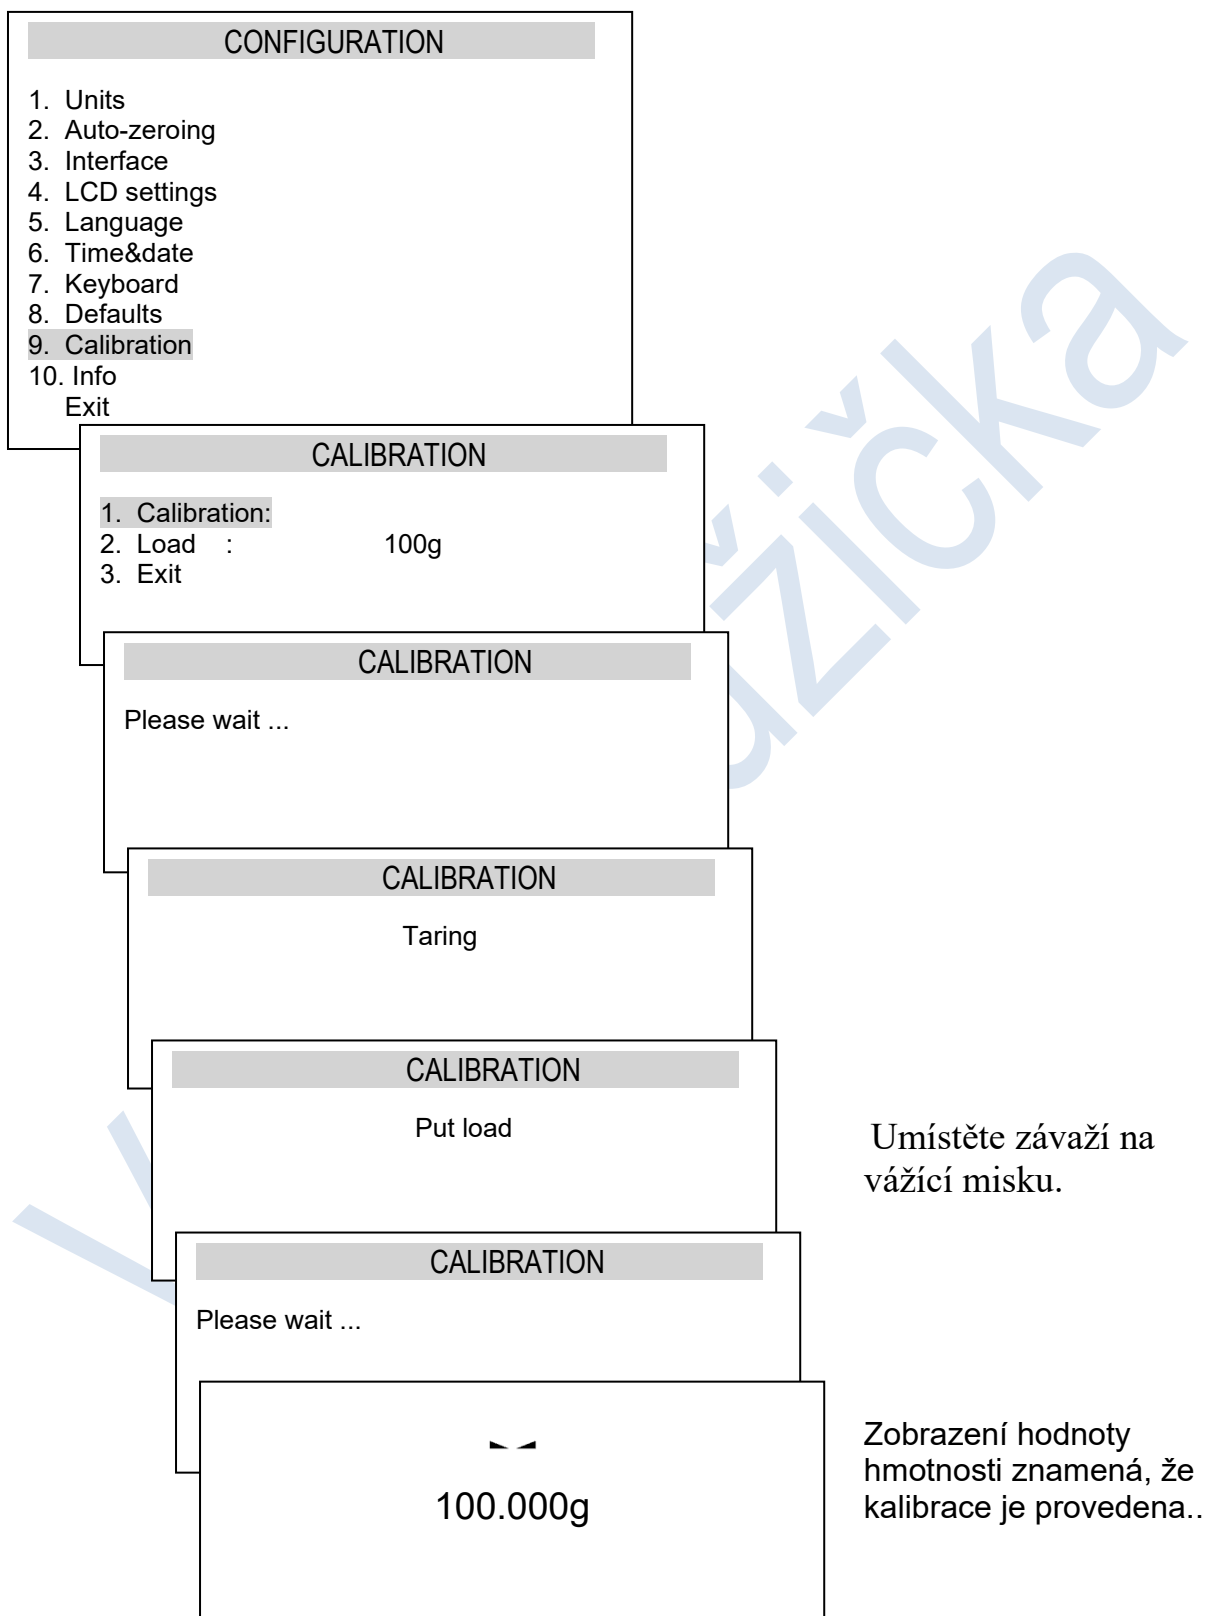 CONFIGURATION
1. Units
2. Auto-zeroing
3. Interface
4. LCD settings
5. Language
6. Time&date
7. Keyboard
8. Defaults
9. Calibration
10. Info
Exit
CALIBRATION
1. Calibration:
2. Load : 100g
3. Exit
CALIBRATION
Please wait ...
CALIBRATION
Taring
CALIBRATION
Put load
Umístěte závaží na
vážící misku.
CALIBRATION
Please wait ...
100.000g
Zobrazení hodnoty
hmotnosti znamená, že
kalibrace je provedena..